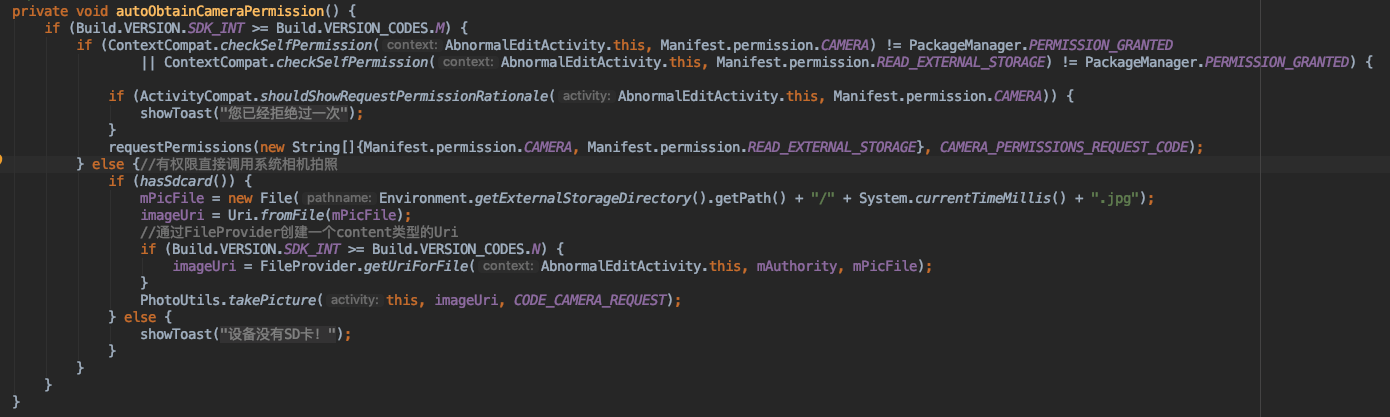 private void autoObtainCameraPermission() {
if (Build.VERSION.SDK_INT >= Build.VERSION_CODES.M) {
if (ContextCompat.checkSelfPermission( context: AbnormalEditActivity.this, Manifest.permission.CAMERA) != PackageManager.PERMISSION_GRANTED
|| ContextCompat.checkSelfPermission( context: AbnormalEditActivity.this, Manifest.permission.READ_EXTERNAL_STORAGE) != PackageManager.PERMISSION_GRANTED) {
if (ActivityCompat.shouldShowRequestPermissionRationale( activity: AbnormalEditActivity.this, Manifest.permission.CAMERA)) {
showToast("您已经拒绝过一次");
}
requestPermissions(new String[]{Manifest.permission.CAMERA, Manifest.permission.READ_EXTERNAL_STORAGE}, CAMERA_PERMISSIONS_REQUEST_CODE);
} else {//有权限直接调用系统相机拍照
if (hasSdcard()) {
mPicFile = new File( pathname: Environment.getExternalStorageDirectory().getPath() + "/" + System.currentTimeMillis() + ".jpg");
imageUri = Uri.fromFile(mPicFile);
//通过FileProvider创建一个content类型的Uri
if (Build.VERSION.SDK_INT >= Build.VERSION_CODES.N) {
imageUri = FileProvider.getUriForFile( context: AbnormalEditActivity.this, mAuthority, mPicFile);
}
PhotoUtils.takePicture( activity: this, imageUri, CODE_CAMERA_REQUEST);
} else {
showToast("设备没有SD卡！");
}
}
}
}